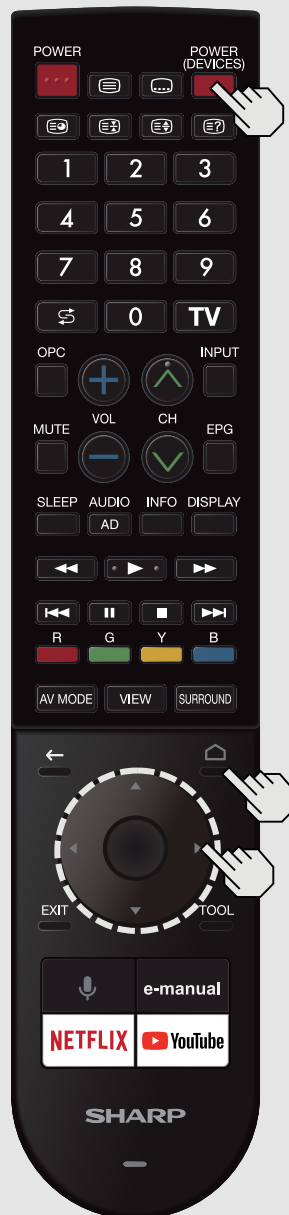 POWER POWER
(DEVICES)
1 2 3
4 5 6
7 8 9
0 TV
OPC INPUT
MUTE VOL CH EPG
SLEEP AUDIO INFO DISPLAY
AD
R G Y B
AV MODE VIEW SURROUND
EXIT TOOL
e-manual
NETFLIX YouTube
SHARP